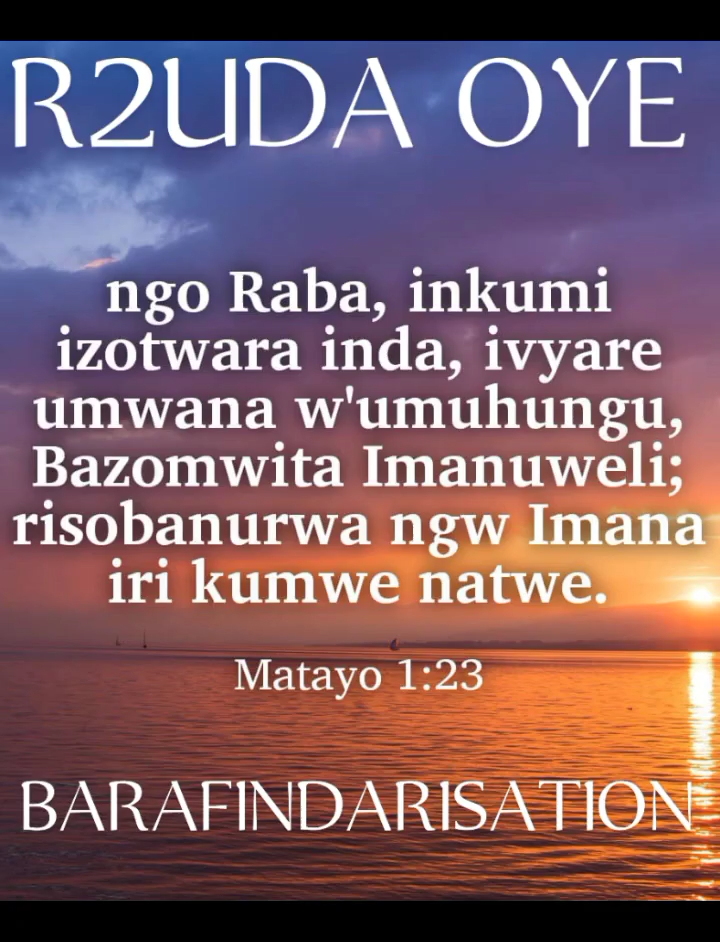 R2UDA OYE
ngo Raba, inkumi
izotwara inda, ivyare
umwana w'umuhungu,
Bazomwita Imanuweli;
risobanurwa ngw Imana
iri kumwe natwe.
Matayo 1:23
BARAFINDARISATION